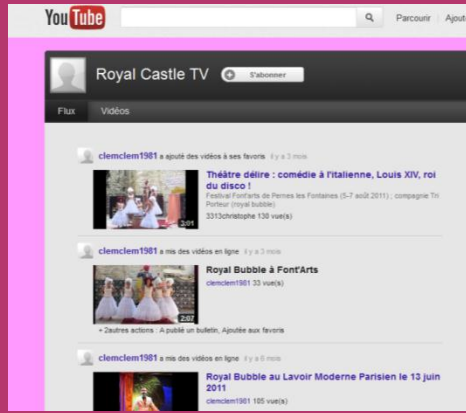 YouTube
Parcourir Ajout
Royal Castle TV S'abonner
Flux Vidéos
clemclem1981 a ajouté des vidéos à ses favoris il y a 3 mois
Théâtre délire : comédie à l'italienne, Louis XIV, roi
du disco !
Festival Font'arts de Pernes les Fontaines (5-7 août 2011) ; compagnie Tri
Porteur (royal bubble)
3313christophe 130 vue(s)
3:01
clemclem1981 a mis des vidéos en ligne il y a 3 mois
Royal Bubble à Font'Arts
clemclem1981 33 vue(s)
2:07
+ 2autres actions : A publié un bulletin, Ajoutée aux favoris
clemclem1981 a mis des vidéos en ligne il y a 6 mois
Royal Bubble au Lavoir Moderne Parisien le 13 juin
2011
clemclem1981 105 vue(s)